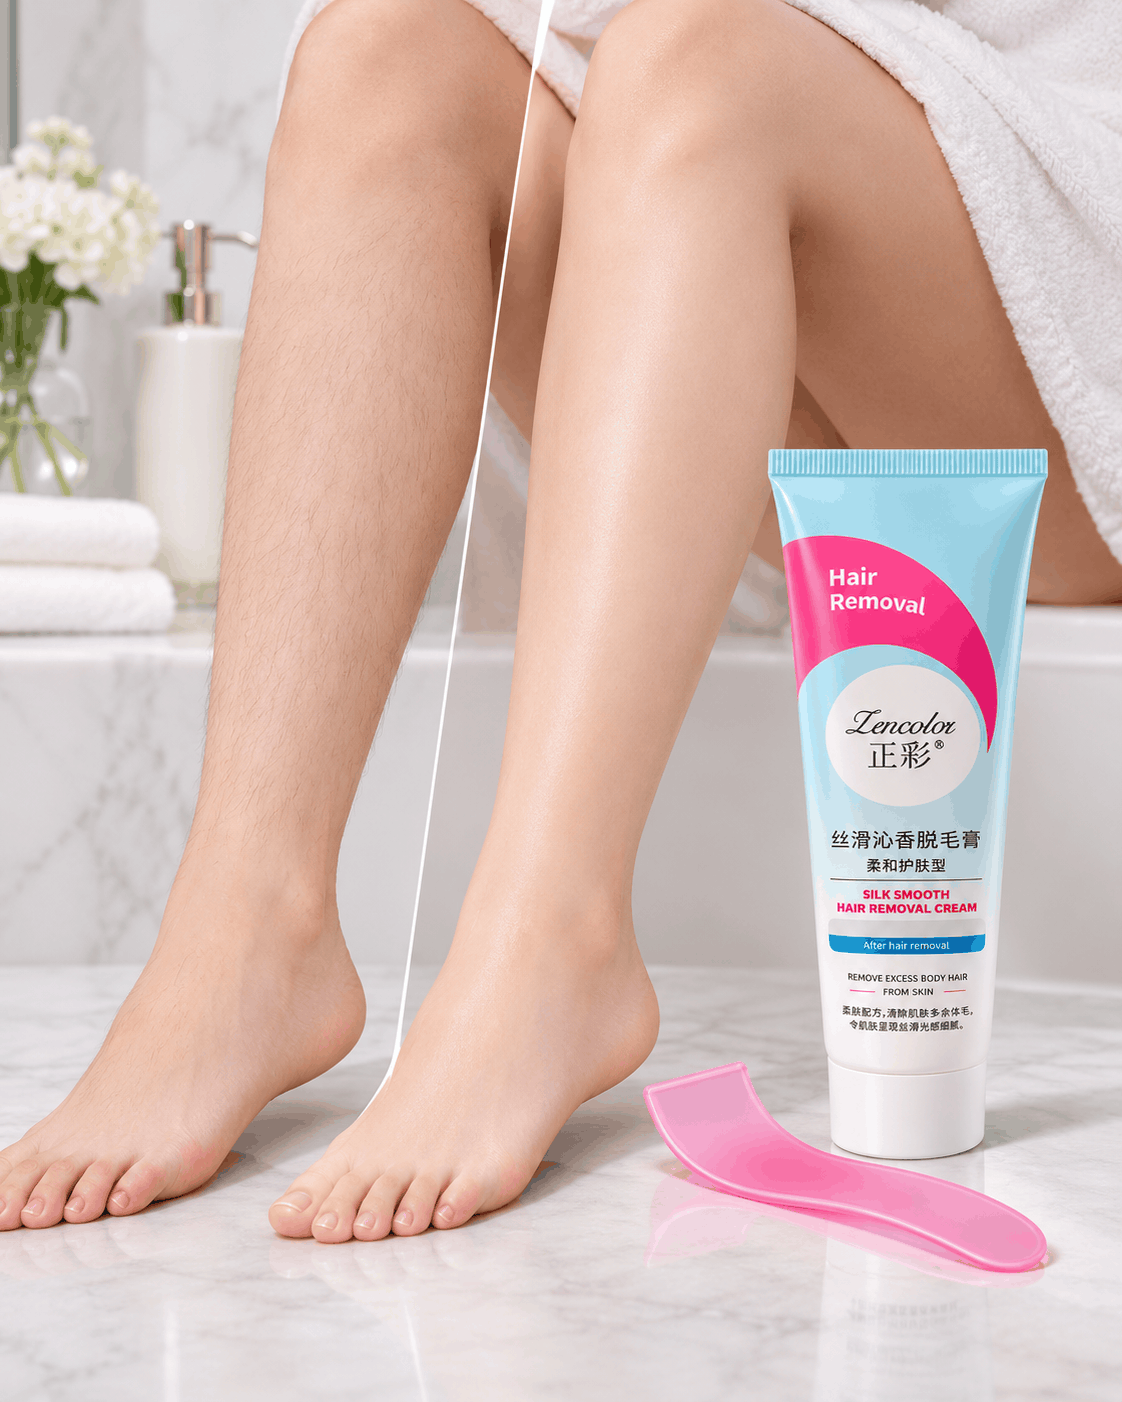 Hair
Removal
Zencolor
正彩®
丝滑沁香脱毛膏
柔和护肤型
SILK SMOOTH
HAIR REMOVAL CREAM
After hair removal
REMOVE EXCESS BODY HAIR
FROM SKIN
柔肤配方,清除肌肤多余体毛,
令肌肤呈现丝滑光感细腻。